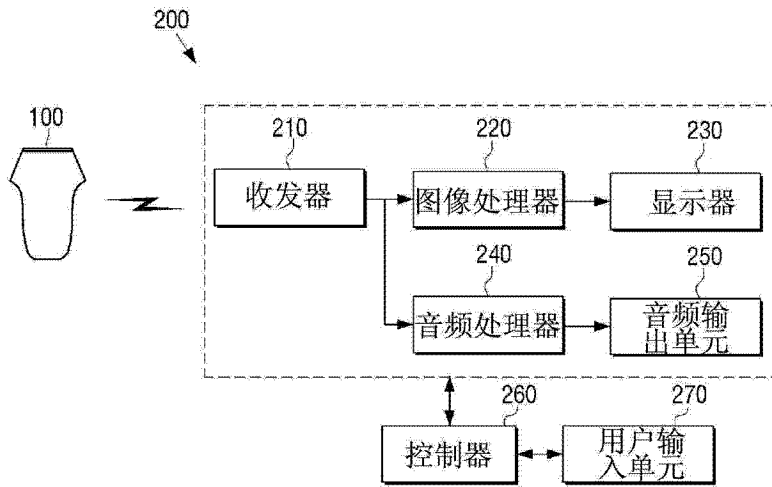 200
100
210
220
230
收发器
图像处理器
显示器
240
250
音频处理器
音频输
出单元
260
270
控制器
用户输
入单元